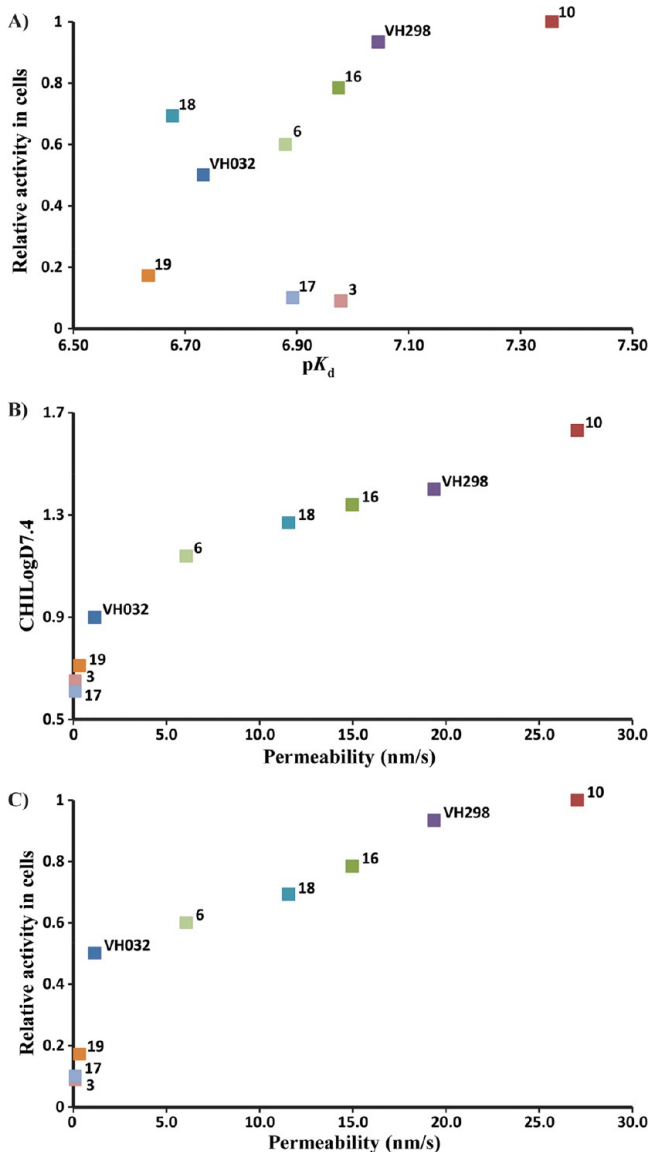 A)
Relative activity in cells
1
0.8
0.6
0.4
0.2
0
10
VH298
16
18
6
VH032
19
17
3
6.50 6.70 6.90 7.10 7.30 7.50
pKd
B)
CHILogD7.4
1.7
1.3
0.9
0.5
10
VH298
16
18
6
VH032
19
3
17
0 5.0 10.0 15.0 20.0 25.0 30.0
Permeability (nm/s)
C)
Relative activity in cells
1
0.8
0.6
0.4
0.2
0
10
VH298
16
18
6
VH032
19
17
3
0 5.0 10.0 15.0 20.0 25.0 30.0
Permeability (nm/s)